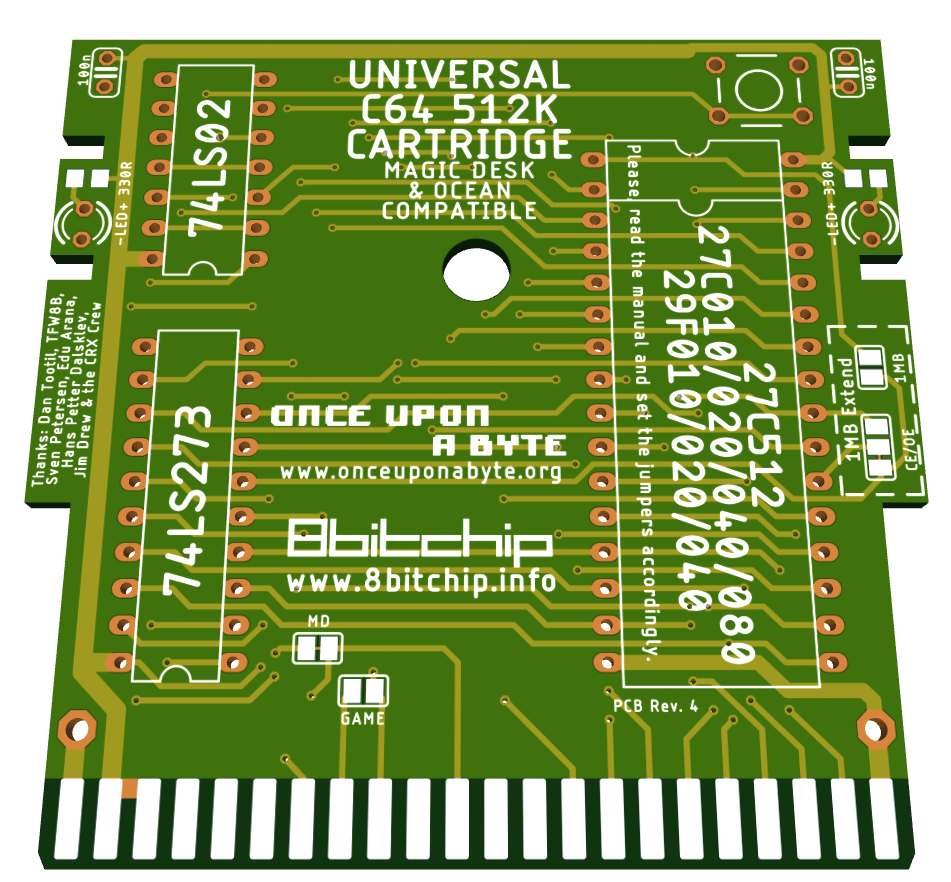 100n
74LS02
UNIVERSAL
C64 512K
CARTRIDGE
MAGIC DESK
& OCEAN
COMPATIBLE
100n
-LED+ 330R
-LED+ 330R
Please read the manual and set the jumpers accordingly.
27C512
27C010/020/040/080
29F010/020/040
Thanks: Dan Tootil, TFW8B,
Sven Petersen, Edu Arana,
Hans Petter Dalsklev,
Jim Drew & the CRX Crew
1MB Extend
1MB
1MB
CE/OE
74LS273
ONCE UPON
A BYTE
www.onceuponabyte.org
8bitchip
www.8bitchip.info
MD
GAME
PCB Rev. 4